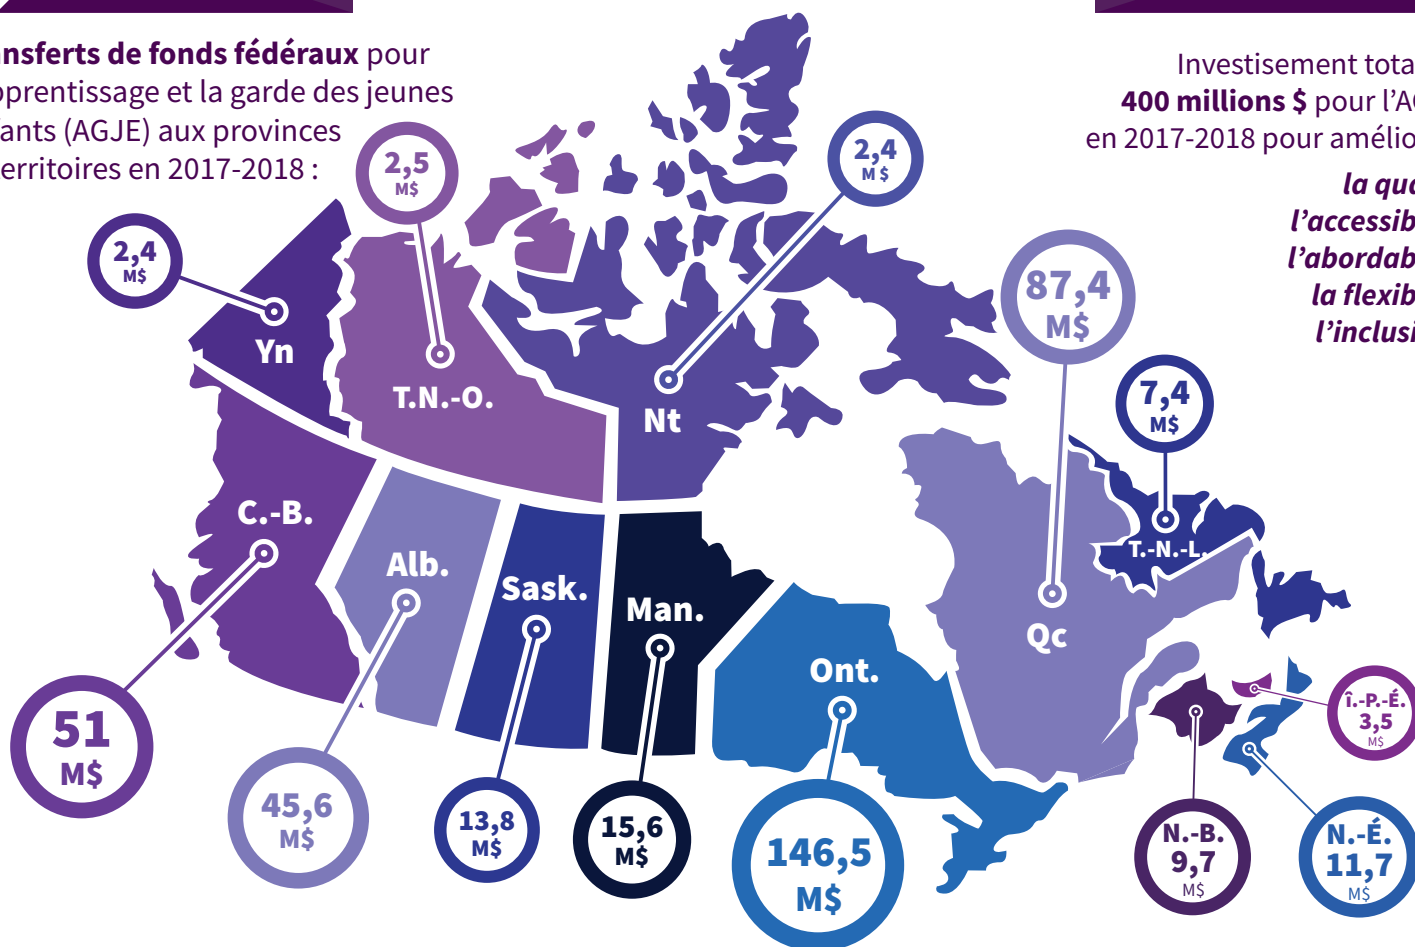 nsferts de fonds fédéraux pour
pprentissage et la garde des jeunes
ants (AGJE) aux provinces
erritoires en 2017-2018 :
Investisement tota
400 millions $ pour l'A
en 2017-2018 pour amélio
la qua
l'accessib
l'abordab
la flexib
l'inclusi
2,5
M$
2,4
M$
2,4
M$
87,4
M$
7,4
M$
Yn
T.N.-O.
Nt
C.-B.
Alb.
Sask.
Man.
Ont.
Qc
T.-N.-L.
51
M$
45,6
M$
13,8
M$
15,6
M$
146,5
M$
Î.-P.-É.
3,5
M$
N.-B.
9,7
M$
N.-É.
11,7
M$